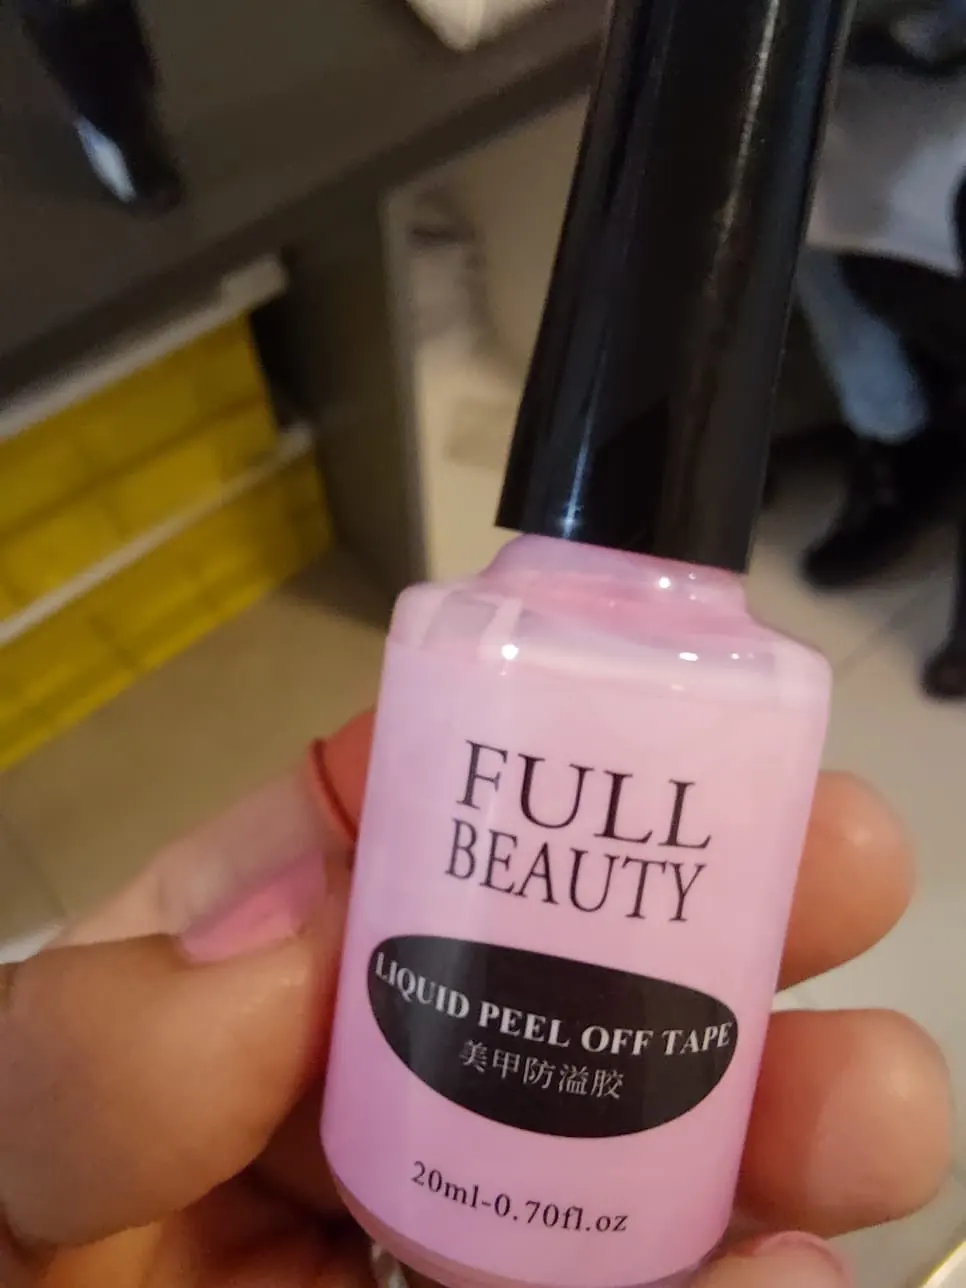 FULL
BEAUTY
LIQUID PEEL OFF TAPE
美甲防溢胶
20ml-0.70fl.oz